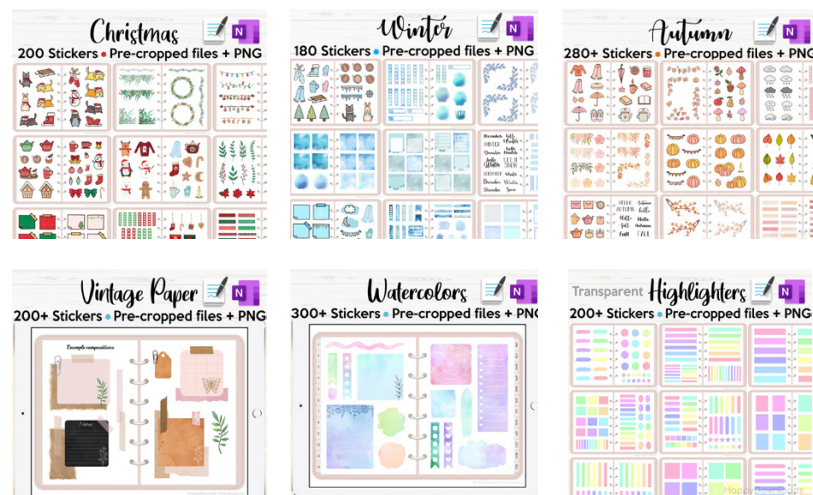 Christmas
N
200 Stickers • Pre-cropped files + PNG
Winter
N
180 Stickers • Pre-cropped files + PNG
Autumn
N
280+ Stickers • Pre-cropped files + PNG
Vintage Paper
N
200+ Stickers • Pre-cropped files + PNG
Example compositions
Notes
Watercolors
N
300+ Stickers • Pre-cropped files + PNG
Transparent Highlighters
N
200+ Stickers • Pre-cropped files + PNG